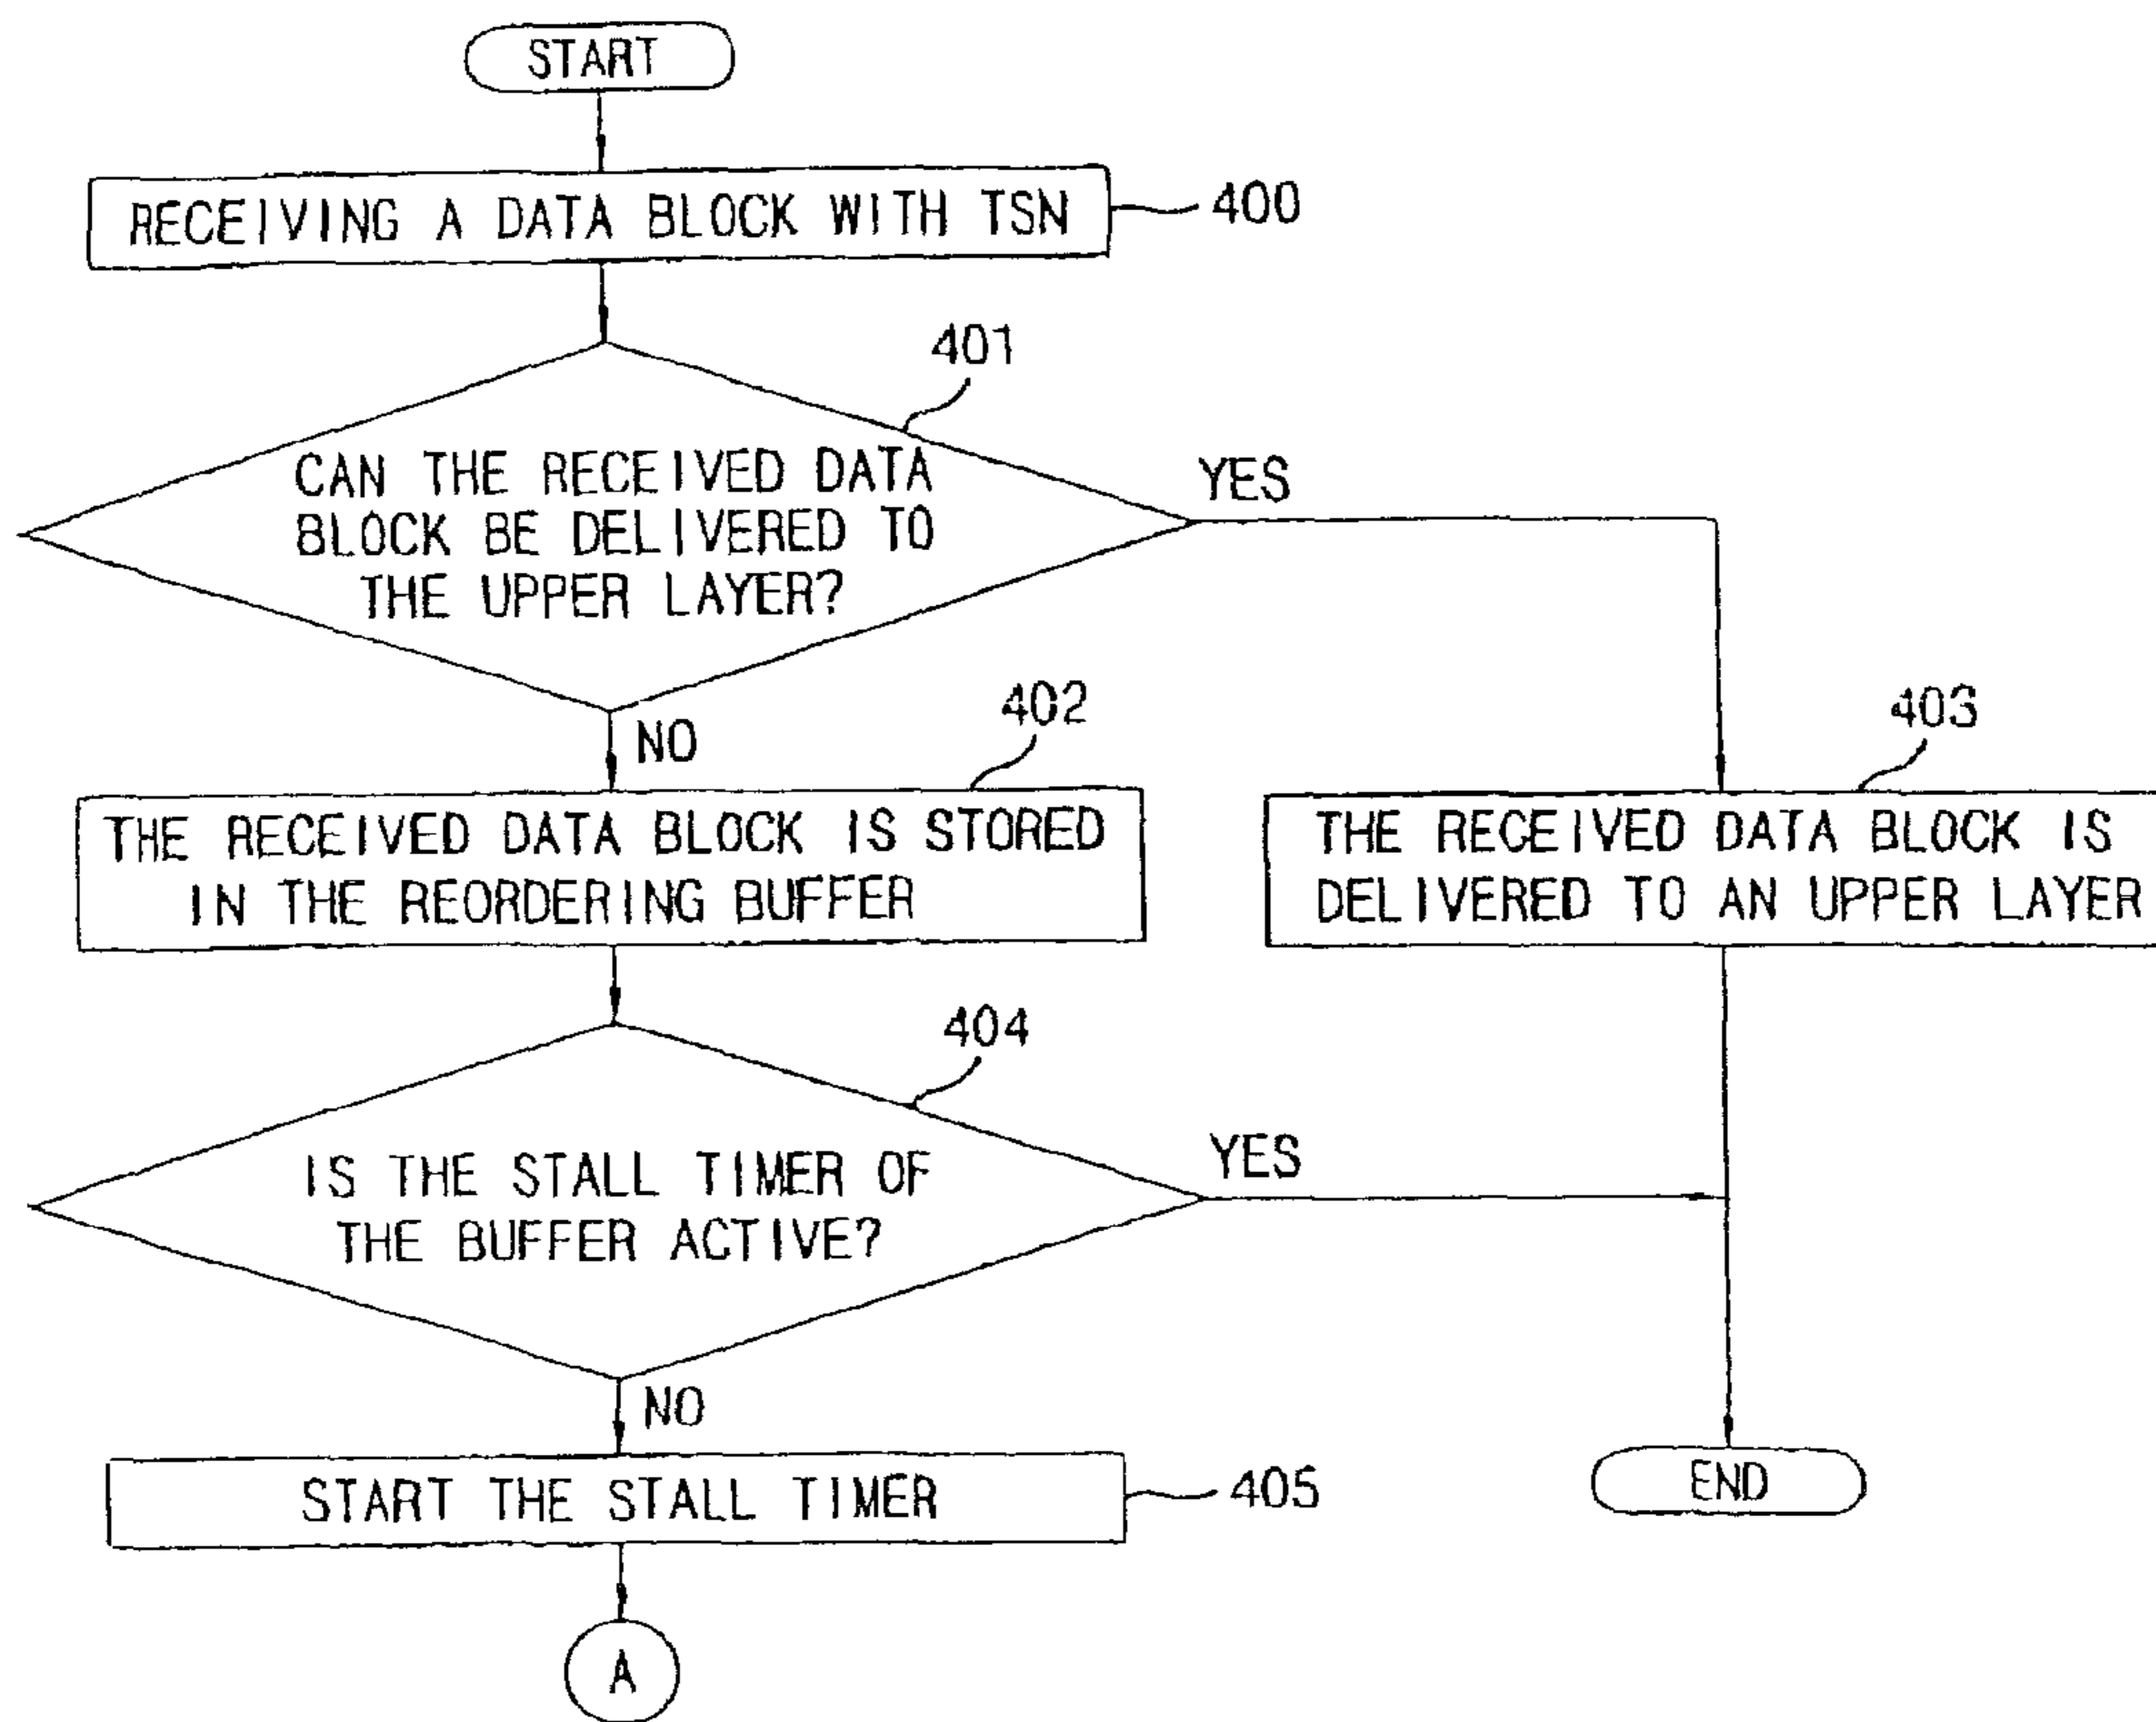 START
RECEIVING A DATA BLOCK WITH TSN
400
401
CAN THE RECEIVED DATA
BLOCK BE DELIVERED TO
THE UPPER LAYER?
YES
NO
402
THE RECEIVED DATA BLOCK IS STORED
IN THE REORDERING BUFFER
403
THE RECEIVED DATA BLOCK IS
DELIVERED TO AN UPPER LAYER
404
IS THE STALL TIMER OF
THE BUFFER ACTIVE?
YES
NO
START THE STALL TIMER
405
END
A